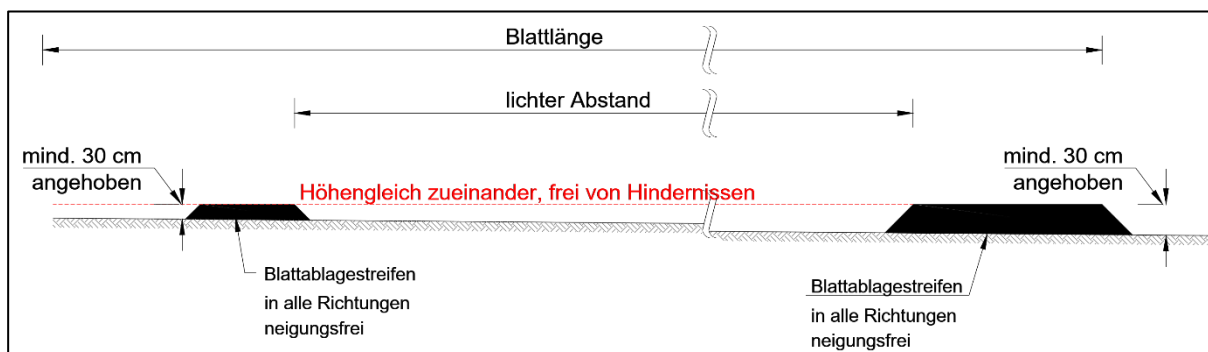 Blattlänge
lichter Abstand
mind. 30 cm
angehoben
Höhengleich zueinander, frei von Hindernissen
mind. 30 cm
angehoben
Blattablagestreifen
in alle Richtungen
neigungsfrei
Blattablagestreifen
in alle Richtungen
neigungsfrei